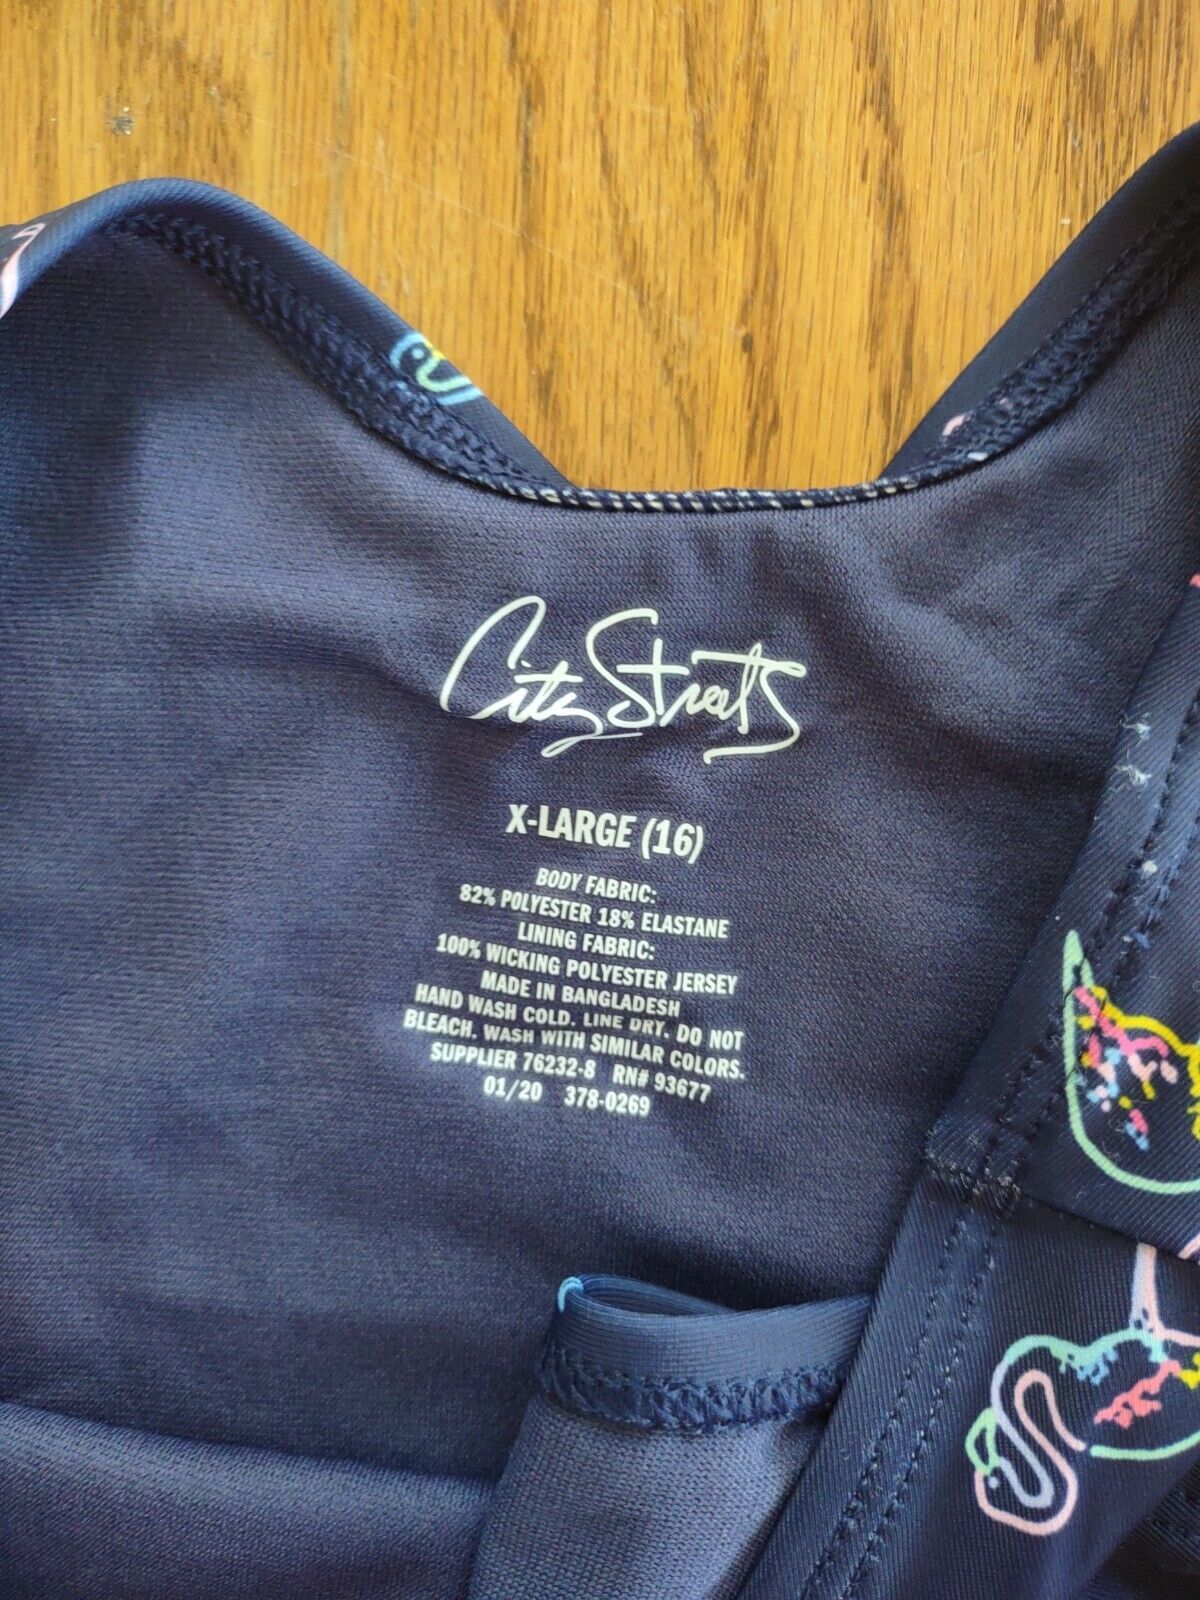 City Streets
X-LARGE (16)
BODY FABRIC:
82% POLYESTER 18% ELASTANE
LINING FABRIC:
100% WICKING POLYESTER JERSEY
MADE IN BANGLADESH
HAND WASH COLD. LINE DRY. DO NOT
BLEACH. WASH WITH SIMILAR COLORS.
SUPPLIER 76232-8 RN# 93677
01/20 378-0269